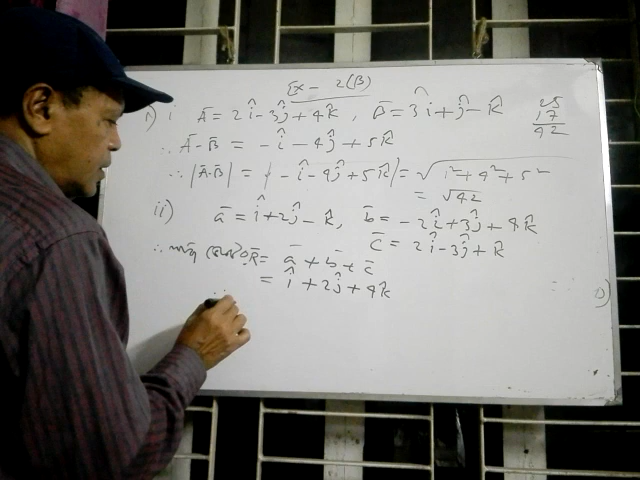 Ex - 2(B)
1) i Ā = 2î - 3ĵ + 4k̂ , B̄ = 3î + ĵ - k̂
25
17
42
∴ Ā - B̄ = - î - 4ĵ + 5k̂
∴ |Ā-B̄| = |- î - 4ĵ + 5k̂| = √1² + 4² + 5²
= √42
ii) ā = î + 2ĵ - k̂, b̄ = - 2î + 3ĵ + 4k̂
c̄ = 2î - 3ĵ + k̂
∴ R̄ = ā + b̄ + c̄
= î + 2ĵ + 4k̂